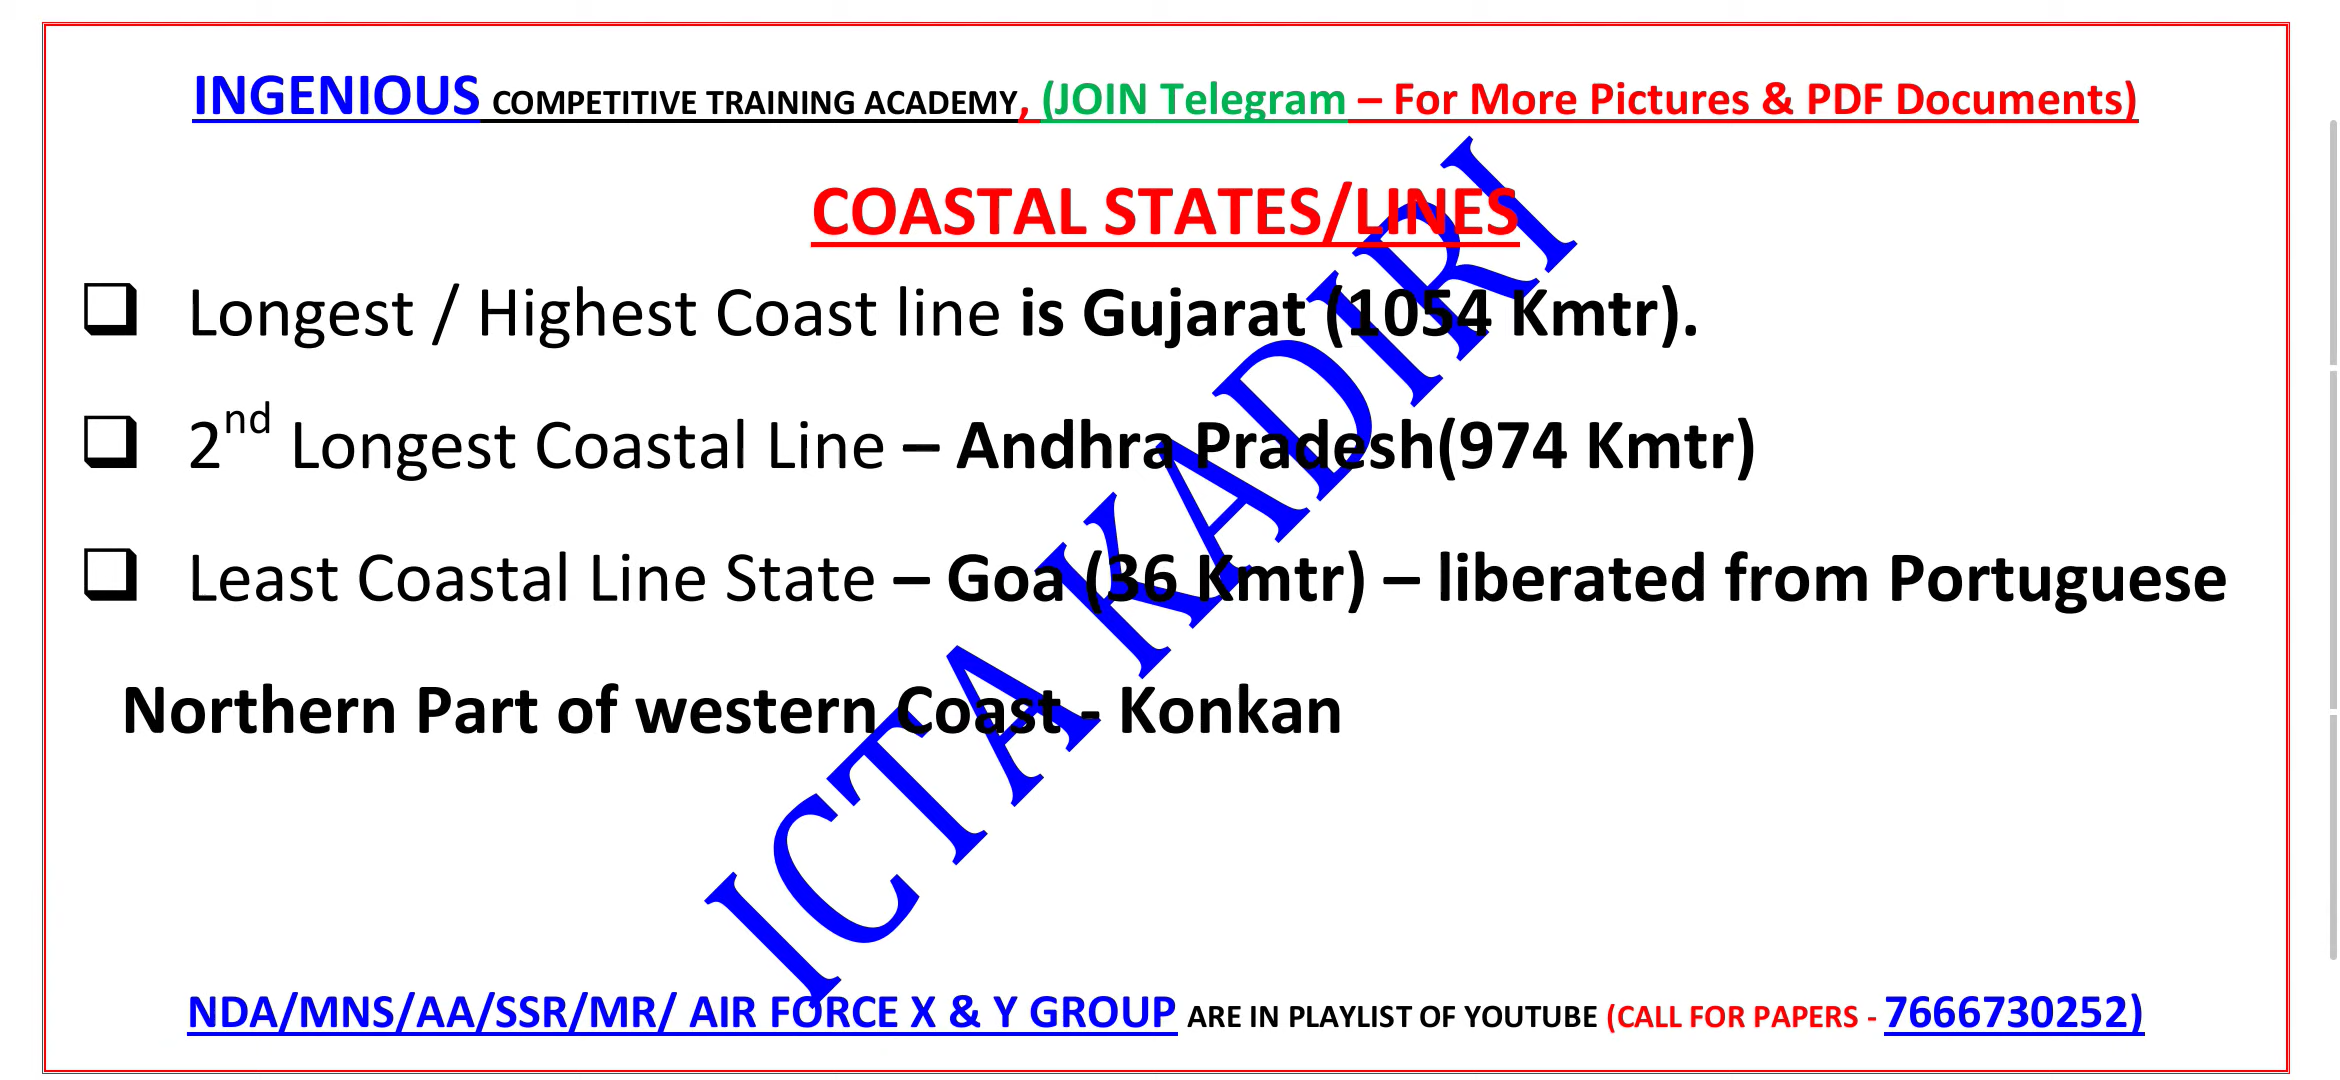 INGENIOUS COMPETITIVE TRAINING ACADEMY, (JOIN Telegram – For More Pictures & PDF Documents)
COASTAL STATES/LINES
❑ Longest / Highest Coast line is Gujarat (1054 Kmtr).
❑ 2nd Longest Coastal Line – Andhra Pradesh(974 Kmtr)
❑ Least Coastal Line State – Goa (36 Kmtr) – liberated from Portuguese
Northern Part of western Coast - Konkan
ICTA KADIRI
NDA/MNS/AA/SSR/MR/ AIR FORCE X & Y GROUP ARE IN PLAYLIST OF YOUTUBE (CALL FOR PAPERS - 7666730252)